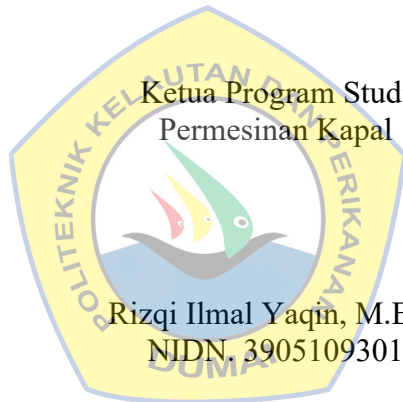 POLITEKNIK KELAUTAN DAN PERIKANAN
Ketua Program Stud
Permesinan Kapal
Rizqi Ilmal Yaqin, M.E
NIDN. 3905109301
DUMAI